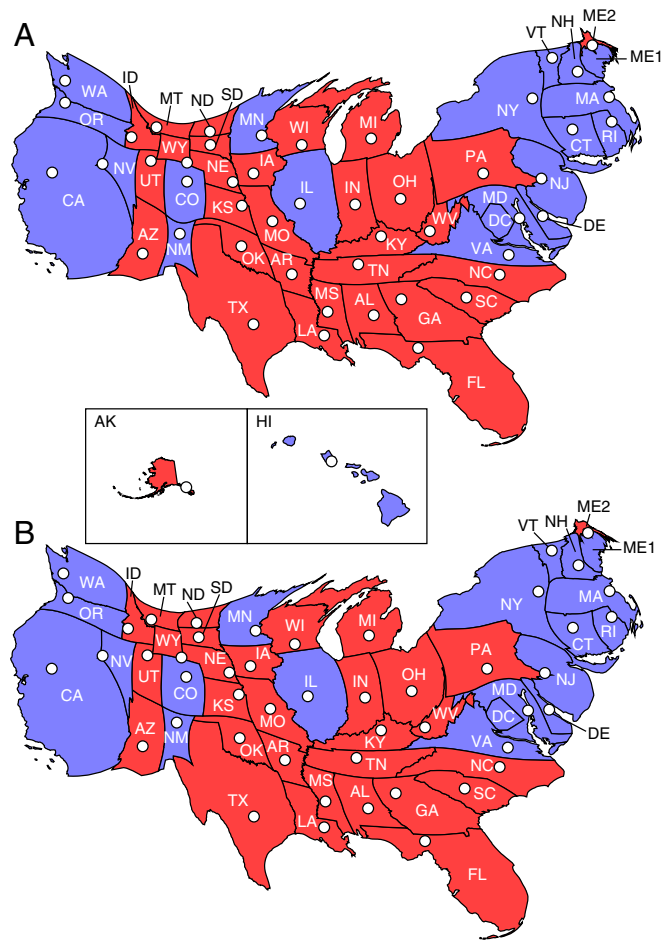 A
NH ME2
VT
ME1
ID
MT ND SD
WA
OR
MN
WI
MI
NY
MA
CT RI
WY
NV
UT
NE
IA
PA
CA
CO
IL
IN
OH
NJ
MD
DC
DE
KS
MO
WV
KY
VA
AZ
NM
OK
AR
TN
NC
TX
MS
AL
SC
GA
LA
FL
AK
HI
B
ME2
VT NH
ME1
ID
MT ND SD
WA
OR
MN
WI
MI
NY
MA
CT RI
WY
NV
UT
NE
IA
PA
CA
CO
IL
IN
OH
NJ
MD
DC
DE
KS
MO
WV
KY
VA
AZ
NM
OK
AR
TN
NC
TX
MS
AL
SC
GA
LA
FL